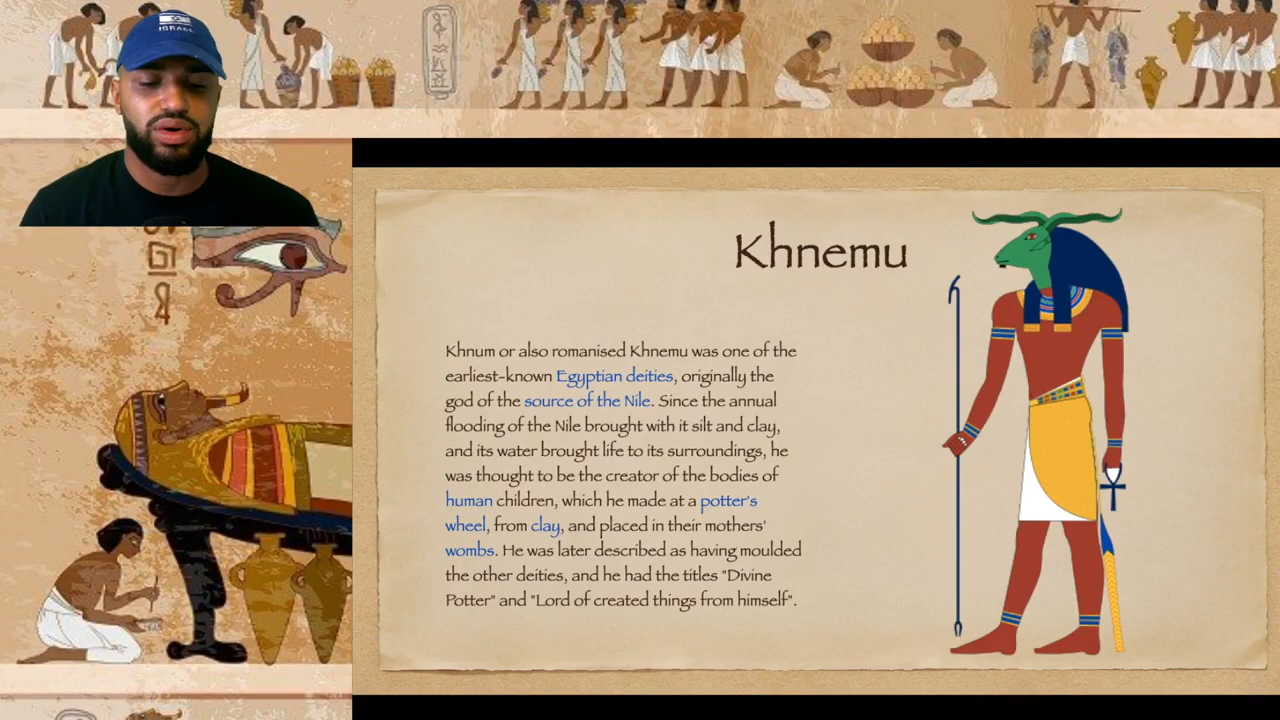 ISRAEL
Khnemu
Khnum or also romanised Khnemu was one of the
earliest-known Egyptian deities, originally the
god of the source of the Nile. Since the annual
flooding of the Nile brought with it silt and clay,
and its water brought life to its surroundings, he
was thought to be the creator of the bodies of
human children, which he made at a potter's
wheel, from clay, and placed in their mothers'
wombs. He was later described as having moulded
the other deities, and he had the titles "Divine
Potter" and "Lord of created things from himself".